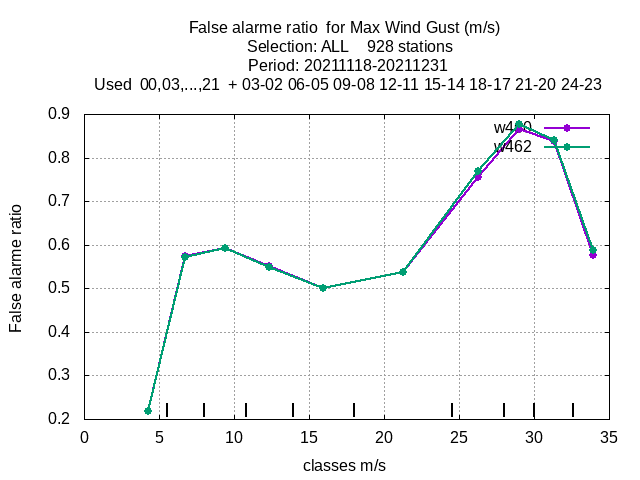 False alarme ratio  for Max Wind Gust (m/s)
Selection: ALL    928 stations
Period: 20211118-20211231
Used  00,03,...,21  + 03-02 06-05 09-08 12-11 15-14 18-17 21-20 24-23
0.9
0.8
0.7
0.6
0.5
0.4
0.3
0.2
False alarme ratio
w462
0 5 10 15 20 25 30 35
classes m/s